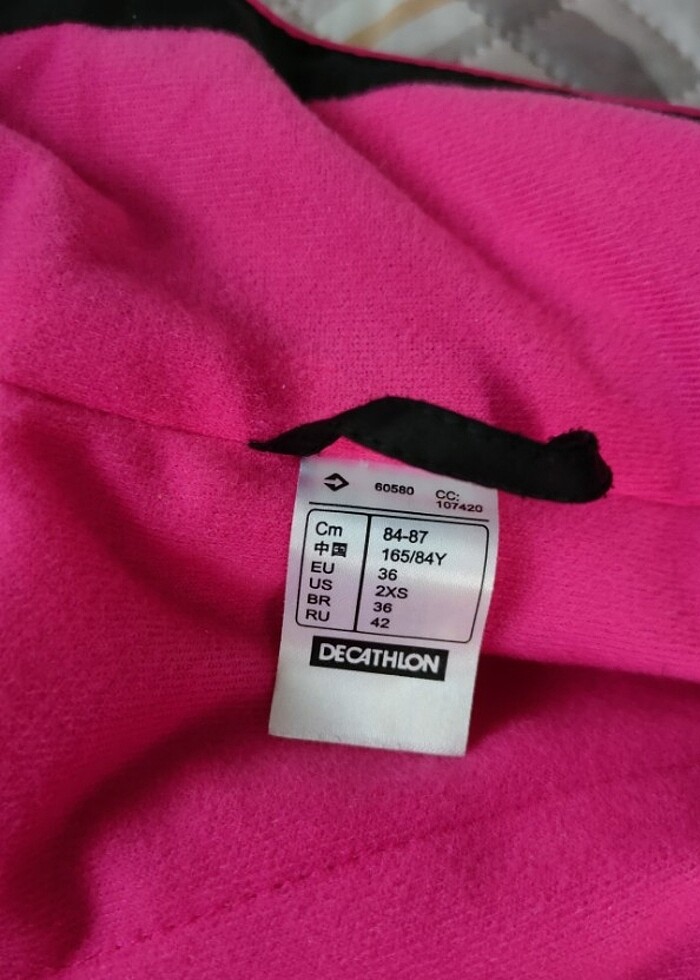 60580 CC:
107420
Cm 84-87
中国 165/84Y
EU 36
US 2XS
BR 36
RU 42
DECATHLON